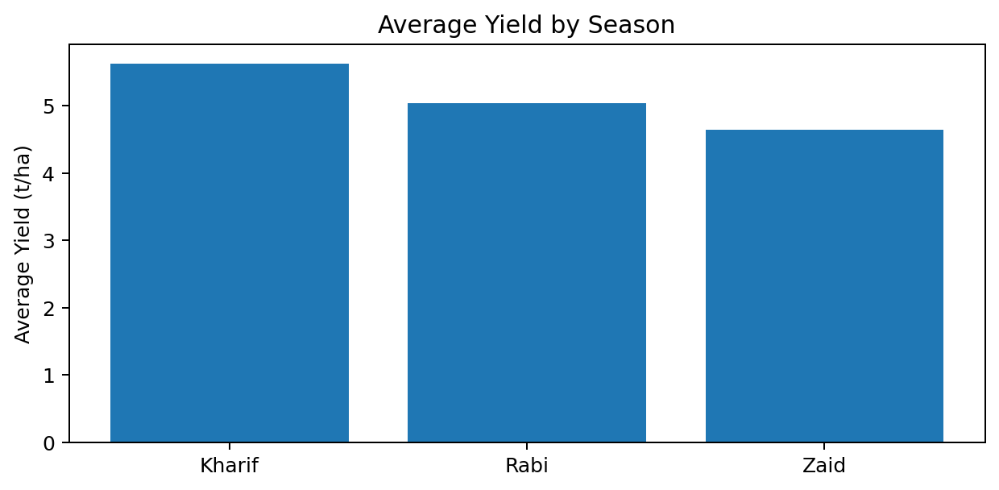 Average Yield by Season
Average Yield (t/ha)
5
4
3
2
1
0
Kharif
Rabi
Zaid